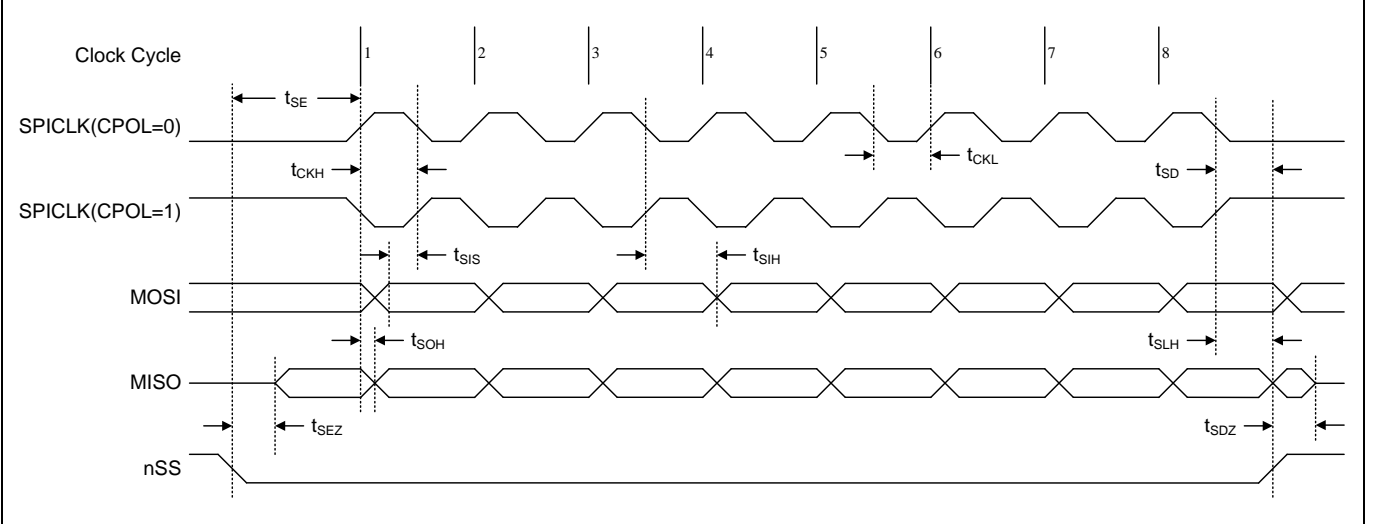 Clock Cycle 1 2 3 4 5 6 7 8
tSE
SPICLK(CPOL=0)
tCKH tCKL tSD
SPICLK(CPOL=1)
tSIS tSIH
MOSI
tSOH tSLH
MISO
tSEZ tSDZ
nSS